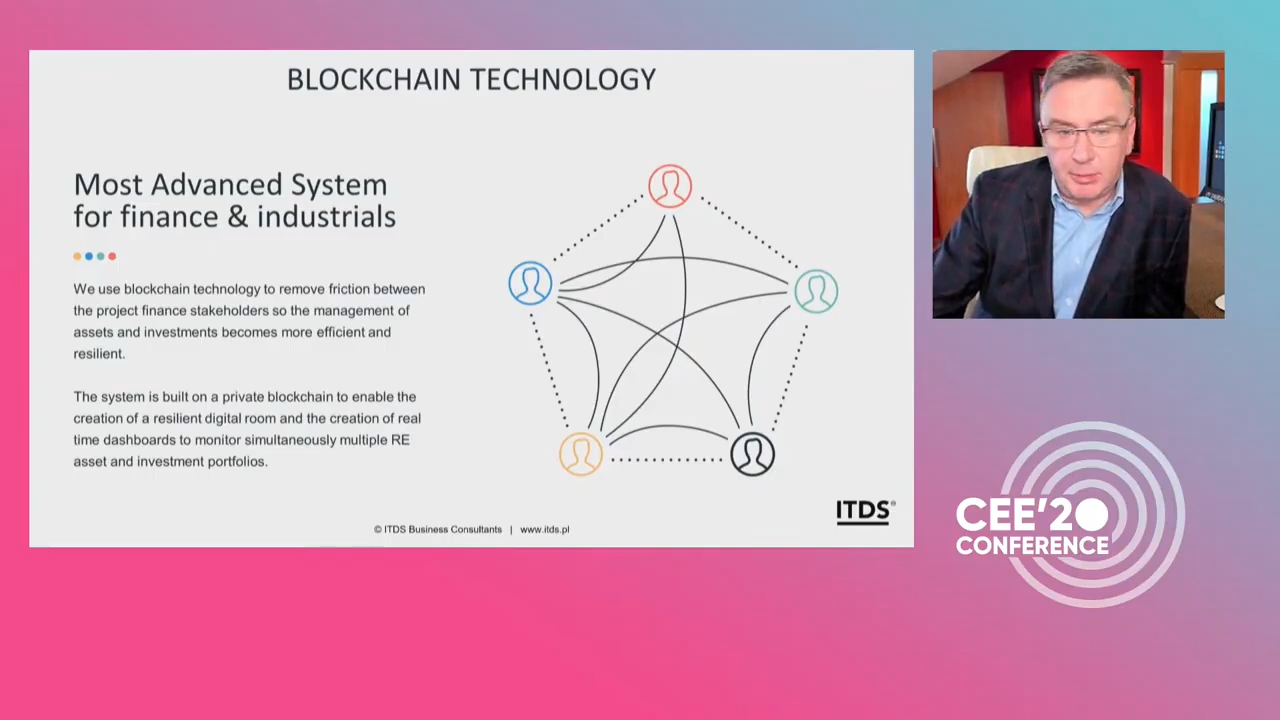 BLOCKCHAIN TECHNOLOGY
Most Advanced System
for finance & industrials
We use blockchain technology to remove friction between
the project finance stakeholders so the management of
assets and investments becomes more efficient and
resilient.
The system is built on a private blockchain to enable the
creation of a resilient digital room and the creation of real
time dashboards to monitor simultaneously multiple RE
asset and investment portfolios.
ITDS®
© ITDS Business Consultants | www.itds.pl
CEE'20
CONFERENCE